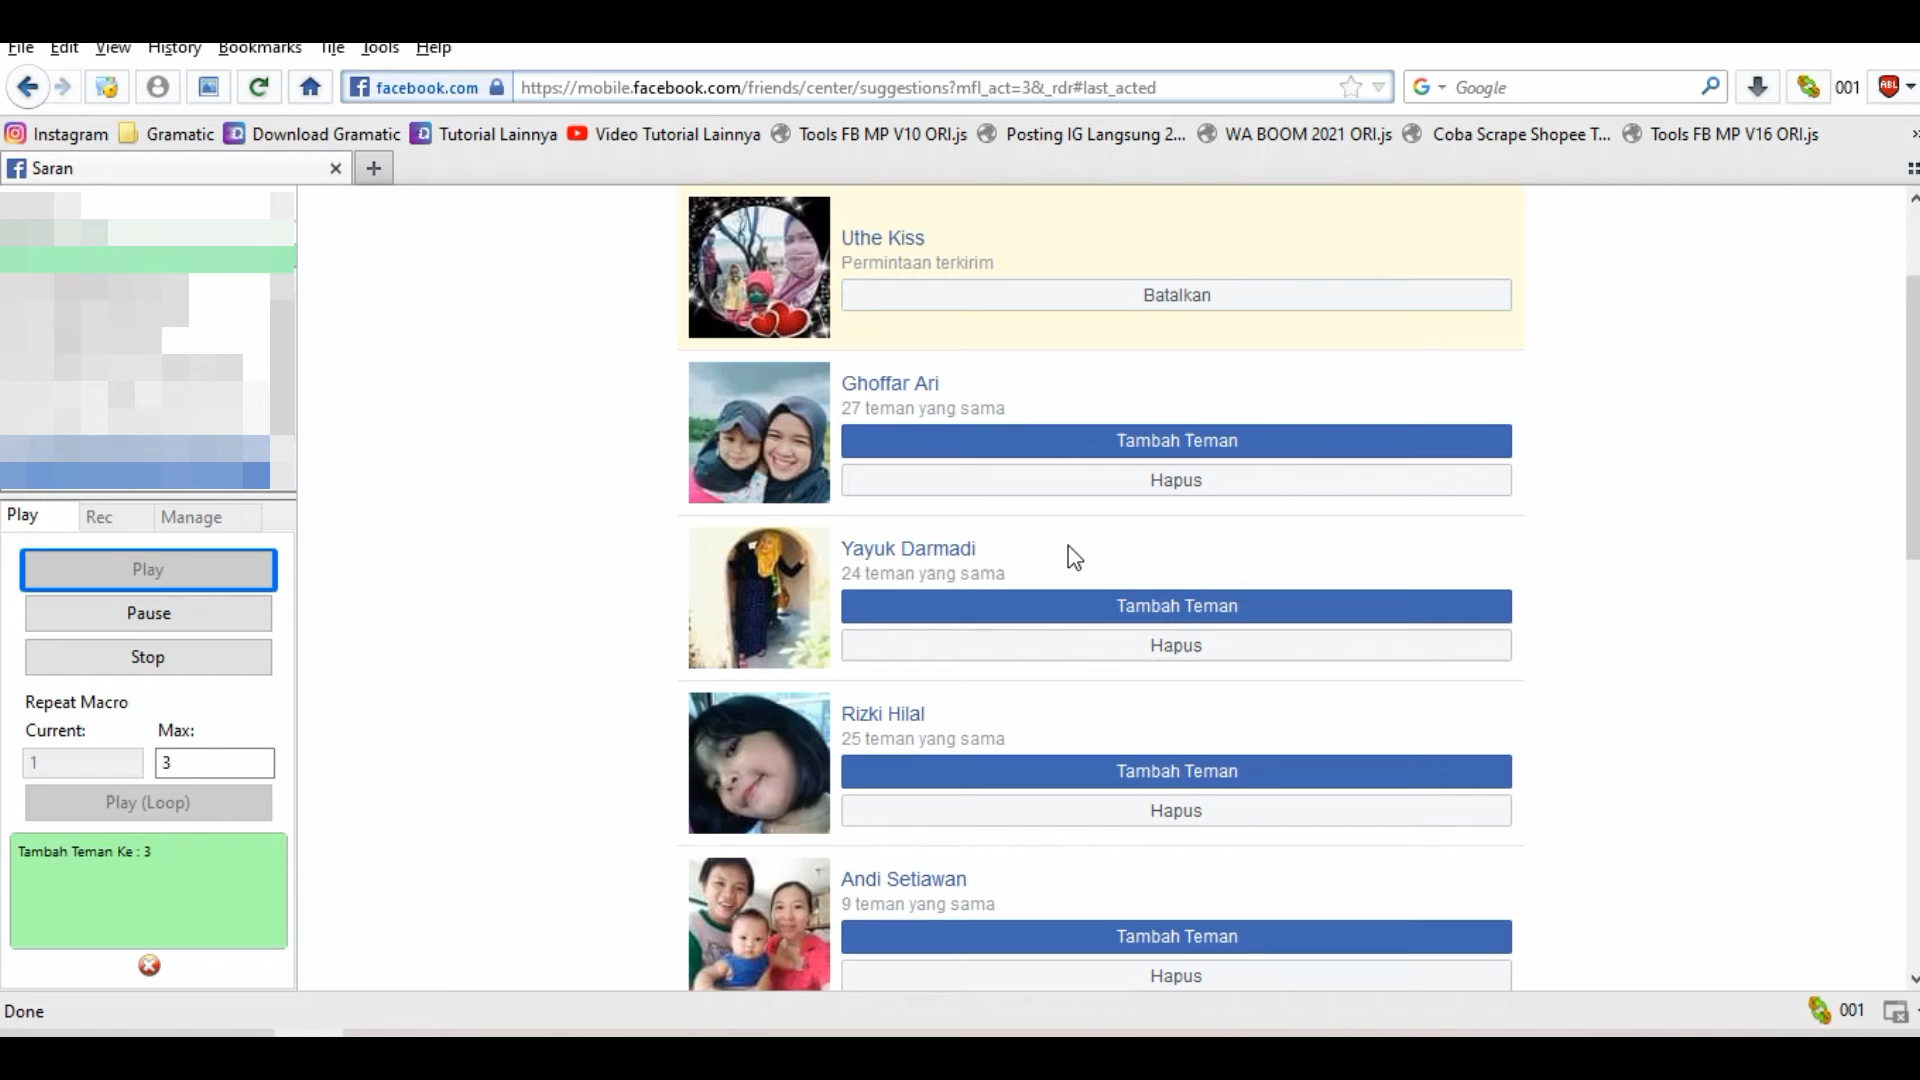 File Edit View History Bookmarks Tile Tools Help
facebook.com https://mobile.facebook.com/friends/center/suggestions?mfl_act=3&_rdr#last_acted Google 001 ABL
Instagram Gramatic Download Gramatic Tutorial Lainnya Video Tutorial Lainnya Tools FB MP V10 ORI.js Posting IG Langsung 2... WA BOOM 2021 ORI.js Coba Scrape Shopee T... Tools FB MP V16 ORI.js
Saran
Uthe Kiss
Permintaan terkirim
Batalkan
Ghoffar Ari
27 teman yang sama
Tambah Teman
Hapus
Yayuk Darmadi
24 teman yang sama
Tambah Teman
Hapus
Rizki Hilal
25 teman yang sama
Tambah Teman
Hapus
Andi Setiawan
9 teman yang sama
Tambah Teman
Hapus
Play Rec Manage
Play
Pause
Stop
Repeat Macro
Current: Max:
1 3
Play (Loop)
Tambah Teman Ke : 3
Done 001